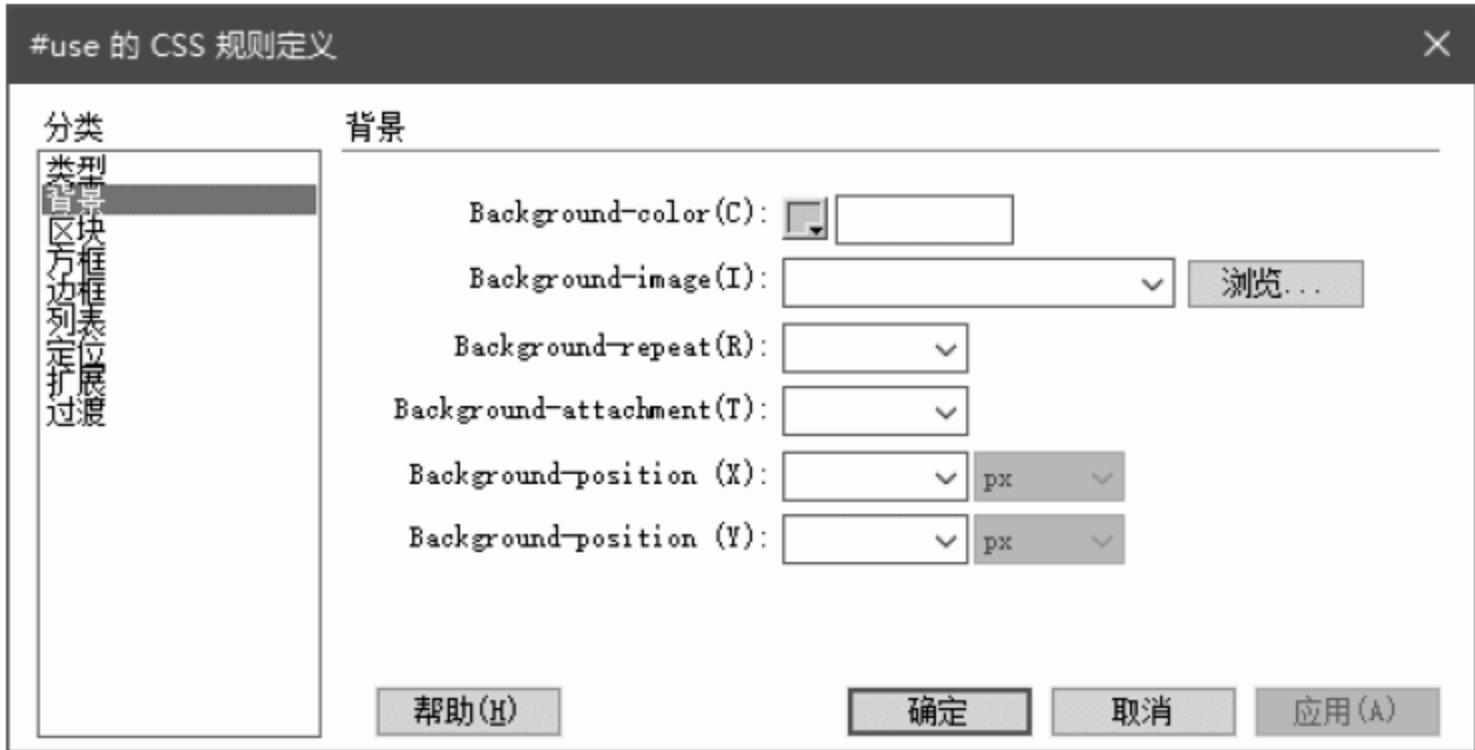 #use 的 CSS 规则定义
分类
类型
背景
区块
方框
边框
列表
定位
扩展
过渡
背景
Background-color(C):
Background-image(I):
浏览...
Background-repeat(R):
Background-attachment(T):
Background-position (X):
px
Background-position (Y):
px
帮助(H)
确定
取消
应用(A)